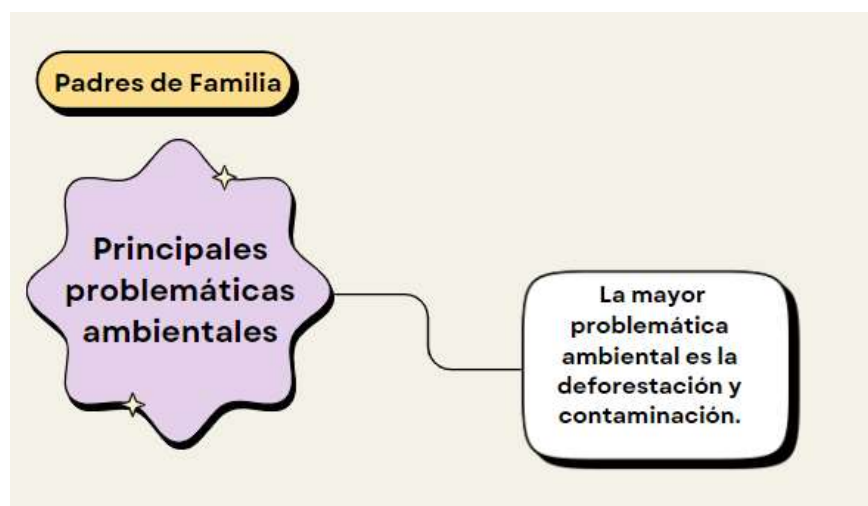 Padres de Familia
Principales
problemáticas
ambientales
La mayor
problemática
ambiental es la
deforestación y
contaminación.